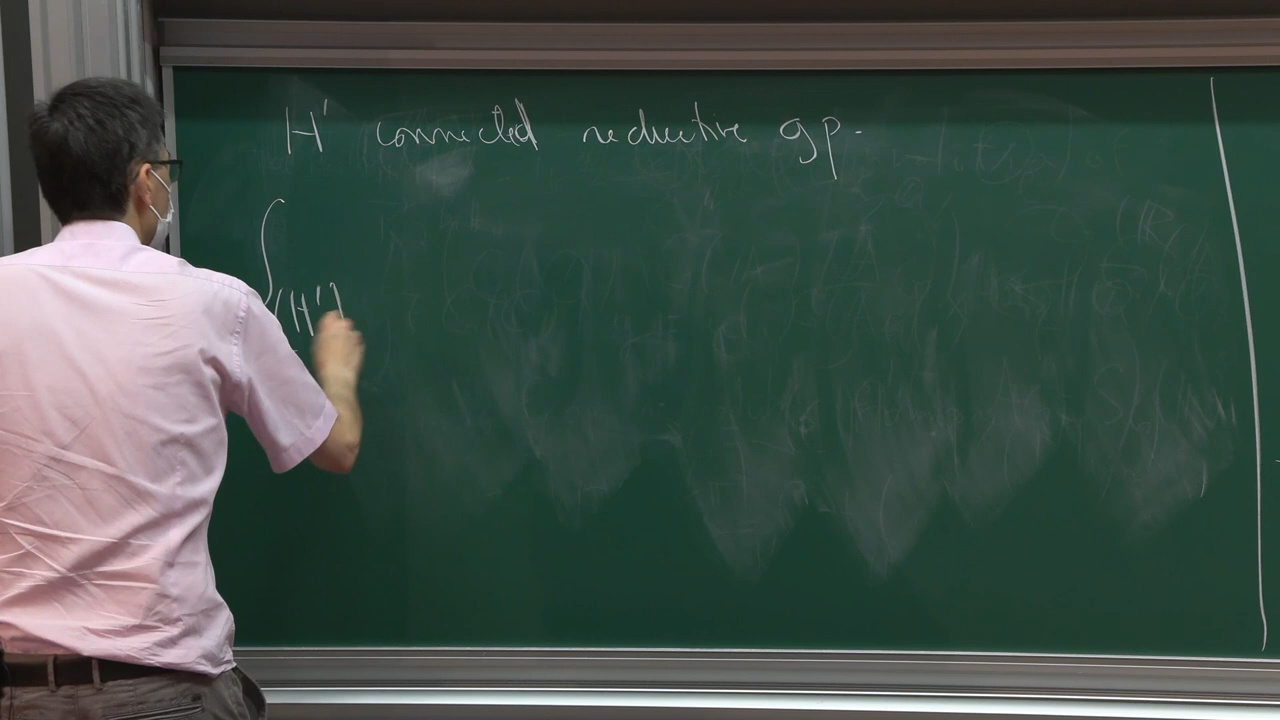 H' connected reductive gp.
∫_[H']